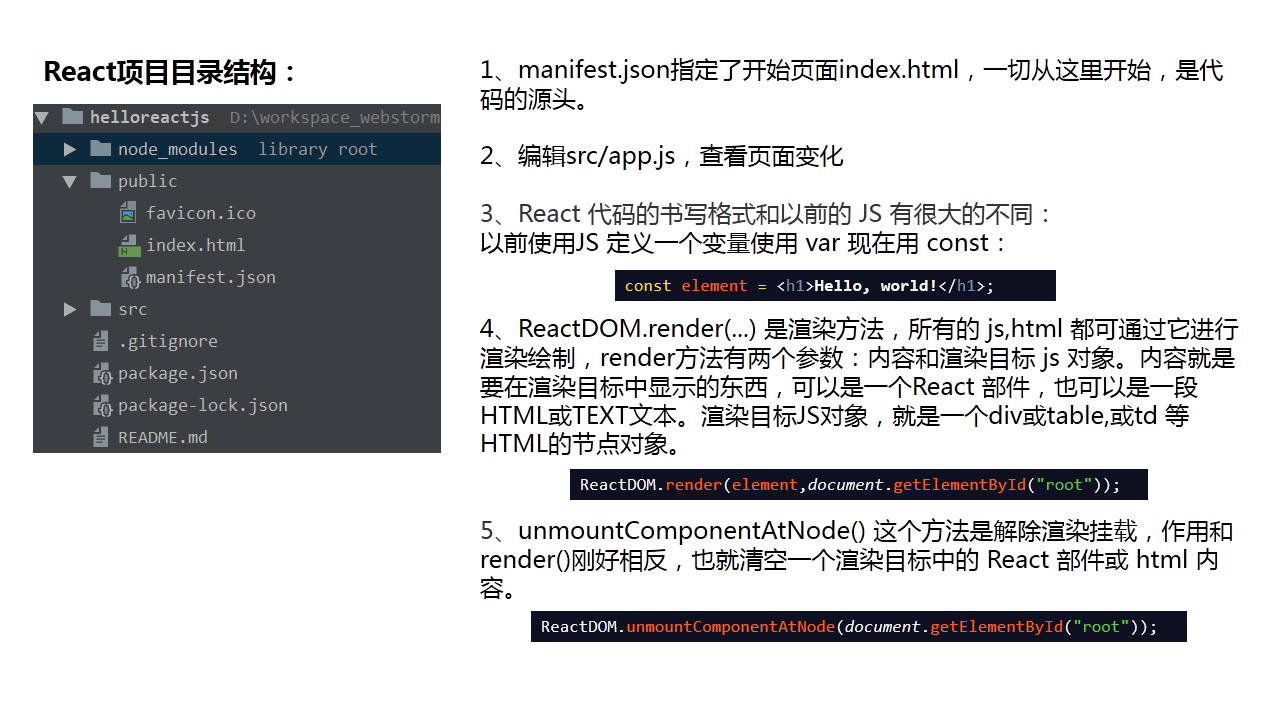 React项目目录结构：
helloreactjs D:\workspace_webstorm
node_modules library root
public
favicon.ico
index.html
manifest.json
src
.gitignore
package.json
package-lock.json
README.md
1、manifest.json指定了开始页面index.html，一切从这里开始，是代
码的源头。
2、编辑src/app.js，查看页面变化
3、React 代码的书写格式和以前的 JS 有很大的不同：
以前使用JS 定义一个变量使用 var 现在用 const：
const element = <h1>Hello, world!</h1>;
4、ReactDOM.render(...) 是渲染方法，所有的 js,html 都可通过它进行
渲染绘制，render方法有两个参数：内容和渲染目标 js 对象。内容就是
要在渲染目标中显示的东西，可以是一个React 部件，也可以是一段
HTML或TEXT文本。渲染目标JS对象，就是一个div或table,或td 等
HTML的节点对象。
ReactDOM.render(element,document.getElementById("root"));
5、unmountComponentAtNode() 这个方法是解除渲染挂载，作用和
render()刚好相反，也就清空一个渲染目标中的 React 部件或 html 内
容。
ReactDOM.unmountComponentAtNode(document.getElementById("root"));